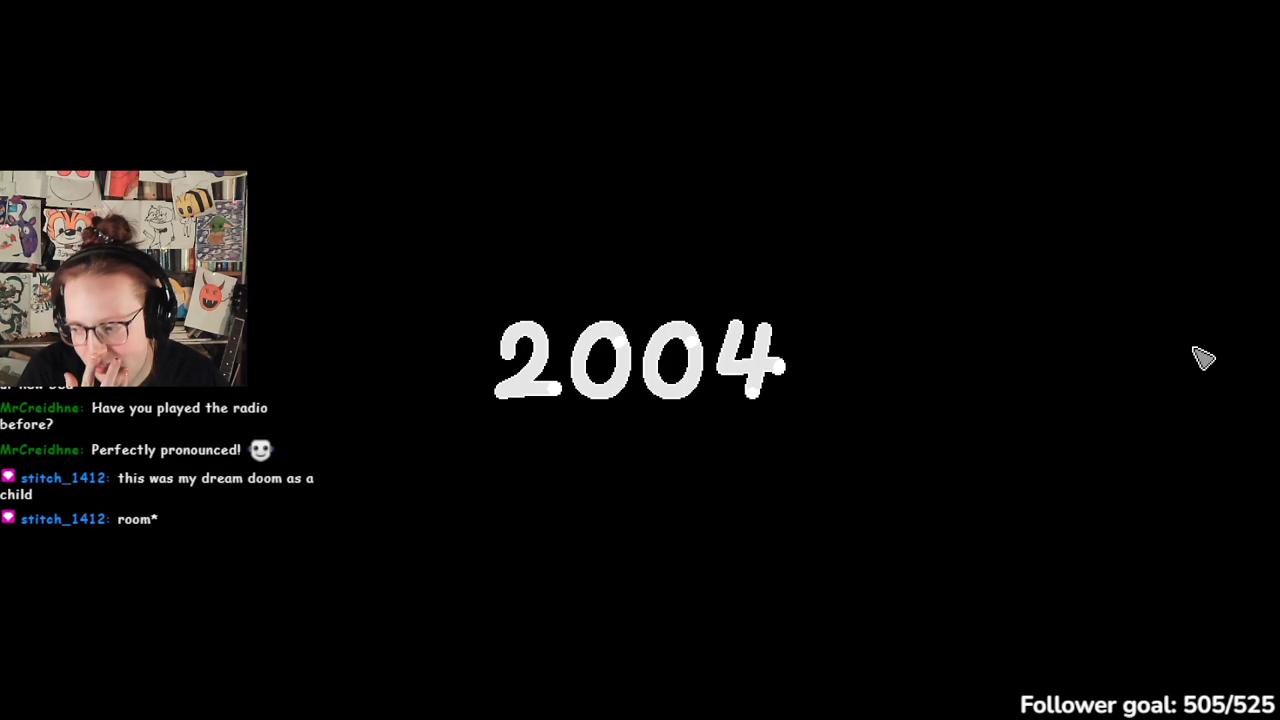 2004
MrCreidhne: Have you played the radio
before?
MrCreidhne: Perfectly pronounced!
stitch_1412: this was my dream doom as a
child
stitch_1412: room*
Follower goal: 505/525